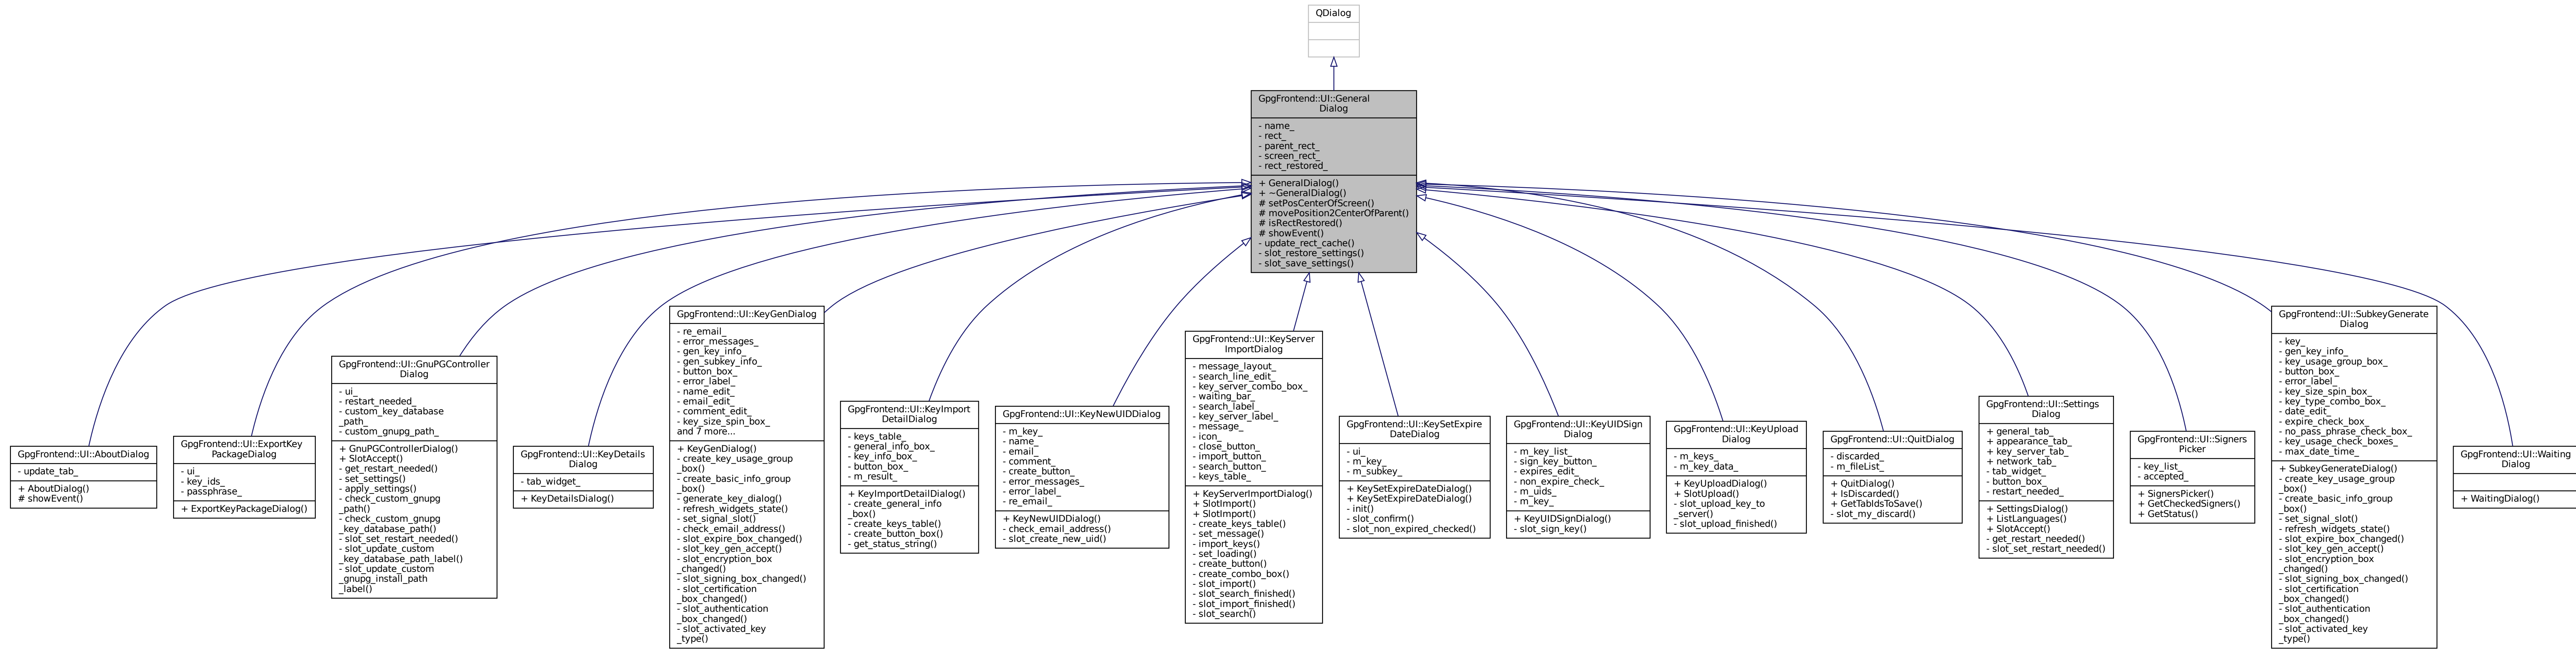 QDialog
GpgFrontend::UI::General
Dialog
- name_
- rect_
- parent_rect_
- screen_rect_
- rect_restored_
+ GeneralDialog()
+ ~GeneralDialog()
# setPosCenterOfScreen()
# movePosition2CenterOfParent()
# isRectRestored()
# showEvent()
- update_rect_cache()
- slot_restore_settings()
- slot_save_settings()
GpgFrontend::UI::AboutDialog
- update_tab_
+ AboutDialog()
# showEvent()
GpgFrontend::UI::ExportKey
PackageDialog
- ui_
- key_ids_
- passphrase_
+ ExportKeyPackageDialog()
GpgFrontend::UI::GnuPGController
Dialog
- ui_
- restart_needed_
- custom_key_database
_path_
- custom_gnupg_path_
+ GnuPGControllerDialog()
+ SlotAccept()
- get_restart_needed()
- set_settings()
- apply_settings()
- check_custom_gnupg
_path()
- check_custom_gnupg
_key_database_path()
- slot_set_restart_needed()
- slot_update_custom
_key_database_path_label()
- slot_update_custom
_gnupg_install_path
_label()
GpgFrontend::UI::KeyDetails
Dialog
- tab_widget_
+ KeyDetailsDialog()
GpgFrontend::UI::KeyGenDialog
- re_email_
- error_messages_
- gen_key_info_
- gen_subkey_info_
- button_box_
- error_label_
- name_edit_
- email_edit_
- comment_edit_
- key_size_spin_box_
and 7 more...
+ KeyGenDialog()
- create_key_usage_group
_box()
- create_basic_info_group
_box()
- generate_key_dialog()
- refresh_widgets_state()
- set_signal_slot()
- check_email_address()
- slot_expire_box_changed()
- slot_key_gen_accept()
- slot_encryption_box
_changed()
- slot_signing_box_changed()
- slot_certification
_box_changed()
- slot_authentication
_box_changed()
- slot_activated_key
_type()
GpgFrontend::UI::KeyImport
DetailDialog
- keys_table_
- general_info_box_
- key_info_box_
- button_box_
- m_result_
+ KeyImportDetailDialog()
- create_general_info
_box()
- create_keys_table()
- create_button_box()
- get_status_string()
GpgFrontend::UI::KeyNewUIDDialog
- m_key_
- name_
- email_
- comment_
- create_button_
- error_messages_
- error_label_
- re_email_
+ KeyNewUIDDialog()
- check_email_address()
- slot_create_new_uid()
GpgFrontend::UI::KeyServer
ImportDialog
- message_layout_
- search_line_edit_
- key_server_combo_box_
- waiting_bar_
- search_label_
- key_server_label_
- message_
- icon_
- close_button_
- import_button_
- search_button_
- keys_table_
+ KeyServerImportDialog()
+ SlotImport()
+ SlotImport()
- create_keys_table()
- set_message()
- import_keys()
- set_loading()
- create_button()
- create_combo_box()
- slot_import()
- slot_search_finished()
- slot_import_finished()
- slot_search()
GpgFrontend::UI::KeySetExpire
DateDialog
- ui_
- m_key_
- m_subkey_
+ KeySetExpireDateDialog()
+ KeySetExpireDateDialog()
- init()
- slot_confirm()
- slot_non_expired_checked()
GpgFrontend::UI::KeyUIDSign
Dialog
- m_key_list_
- sign_key_button_
- expires_edit_
- non_expire_check_
- m_uids_
- m_key_
+ KeyUIDSignDialog()
- slot_sign_key()
GpgFrontend::UI::KeyUpload
Dialog
- m_keys_
- m_key_data_
+ KeyUploadDialog()
+ SlotUpload()
- slot_upload_key_to
_server()
- slot_upload_finished()
GpgFrontend::UI::QuitDialog
- discarded_
- m_fileList_
+ QuitDialog()
+ IsDiscarded()
+ GetTabIdsToSave()
- slot_my_discard()
GpgFrontend::UI::Settings
Dialog
+ general_tab_
+ appearance_tab_
+ key_server_tab_
+ network_tab_
- tab_widget_
- button_box_
- restart_needed_
+ SettingsDialog()
+ ListLanguages()
+ SlotAccept()
- get_restart_needed()
- slot_set_restart_needed()
GpgFrontend::UI::Signers
Picker
- key_list_
- accepted_
+ SignersPicker()
+ GetCheckedSigners()
+ GetStatus()
GpgFrontend::UI::SubkeyGenerate
Dialog
- key_
- gen_key_info_
- key_usage_group_box_
- button_box_
- error_label_
- key_size_spin_box_
- key_type_combo_box_
- date_edit_
- expire_check_box_
- no_pass_phrase_check_box_
- key_usage_check_boxes_
- max_date_time_
+ SubkeyGenerateDialog()
- create_key_usage_group
_box()
- create_basic_info_group
_box()
- set_signal_slot()
- refresh_widgets_state()
- slot_expire_box_changed()
- slot_key_gen_accept()
- slot_encryption_box
_changed()
- slot_signing_box_changed()
- slot_certification
_box_changed()
- slot_authentication
_box_changed()
- slot_activated_key
_type()
GpgFrontend::UI::Waiting
Dialog
+ WaitingDialog()